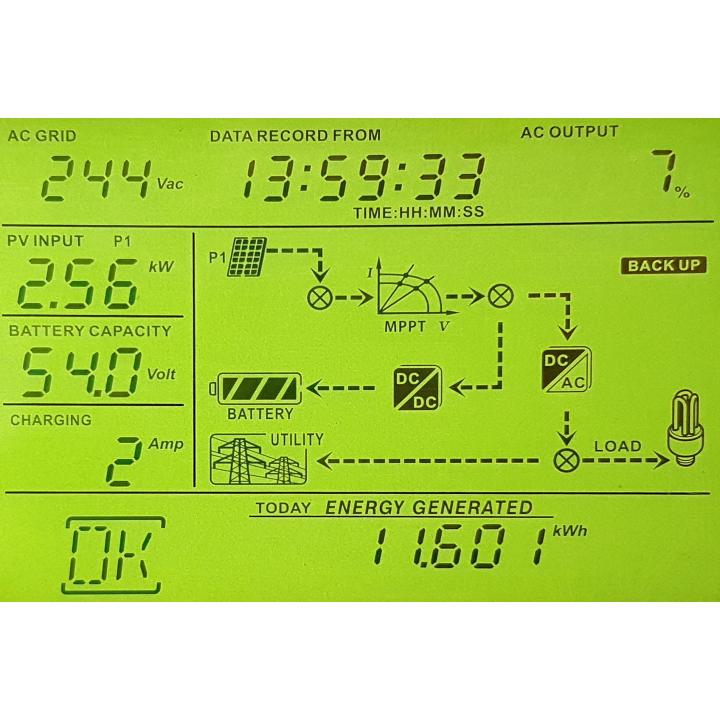 AC GRID
DATA RECORD FROM
AC OUTPUT
244 Vac
13:59:33
7 %
TIME:HH:MM:SS
PV INPUT P1
2.56 kW
P1
BACK UP
I
MPPT V
BATTERY CAPACITY
54.0 Volt
DC
AC
DC
DC
BATTERY
CHARGING
2 Amp
UTILITY
LOAD
TODAY ENERGY GENERATED
11.601 kWh
OK